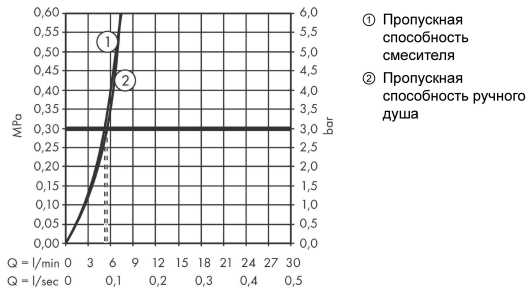 0,60 6,0
0,55 5,5
0,50 5,0
0,45 4,5
0,40 4,0
0,35 3,5
0,30 3,0
0,25 2,5
0,20 2,0
0,15 1,5
0,10 1,0
0,05 0,5
0,00 0,0
MPa
bar
1
2
Q = l/min 0 3 6 9 12 15 18 21 24 27 30
Q = l/sec 0 0,1 0,2 0,3 0,4 0,5
① Пропускная
способность
смесителя
② Пропускная
способность ручного
душа